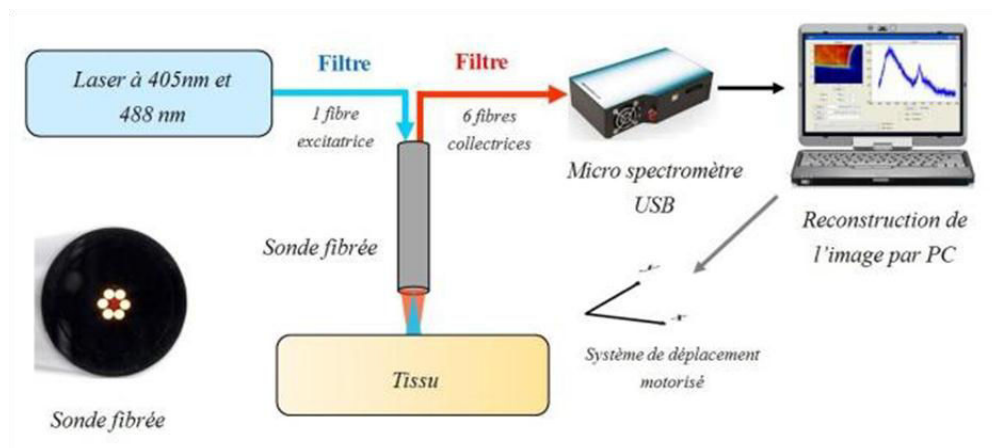 Laser à 405nm et
488 nm
Filtre
1 fibre
excitatrice
Filtre
6 fibres
collectrices
Micro spectromètre
USB
Reconstruction de
l'image par PC
Sonde fibrée
y
x
Système de déplacement
motorisé
Tissu
Sonde fibrée